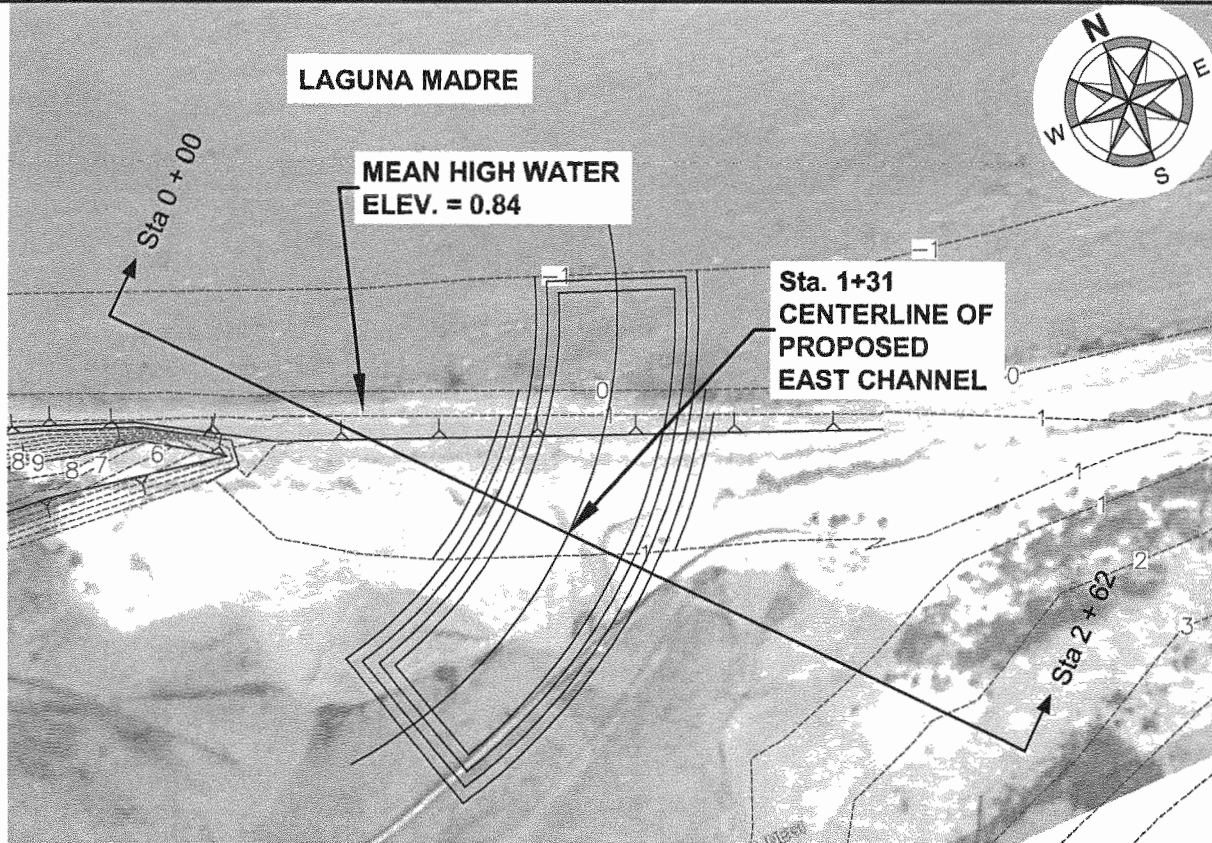 N
E
W
S
LAGUNA MADRE
Sta 0 + 00
MEAN HIGH WATER
ELEV. = 0.84
-1
-1
Sta. 1+31
CENTERLINE OF
PROPOSED
EAST CHANNEL
0
0
1
8 9 8 7 6
1
1
1
2
3
Sta 2 + 62